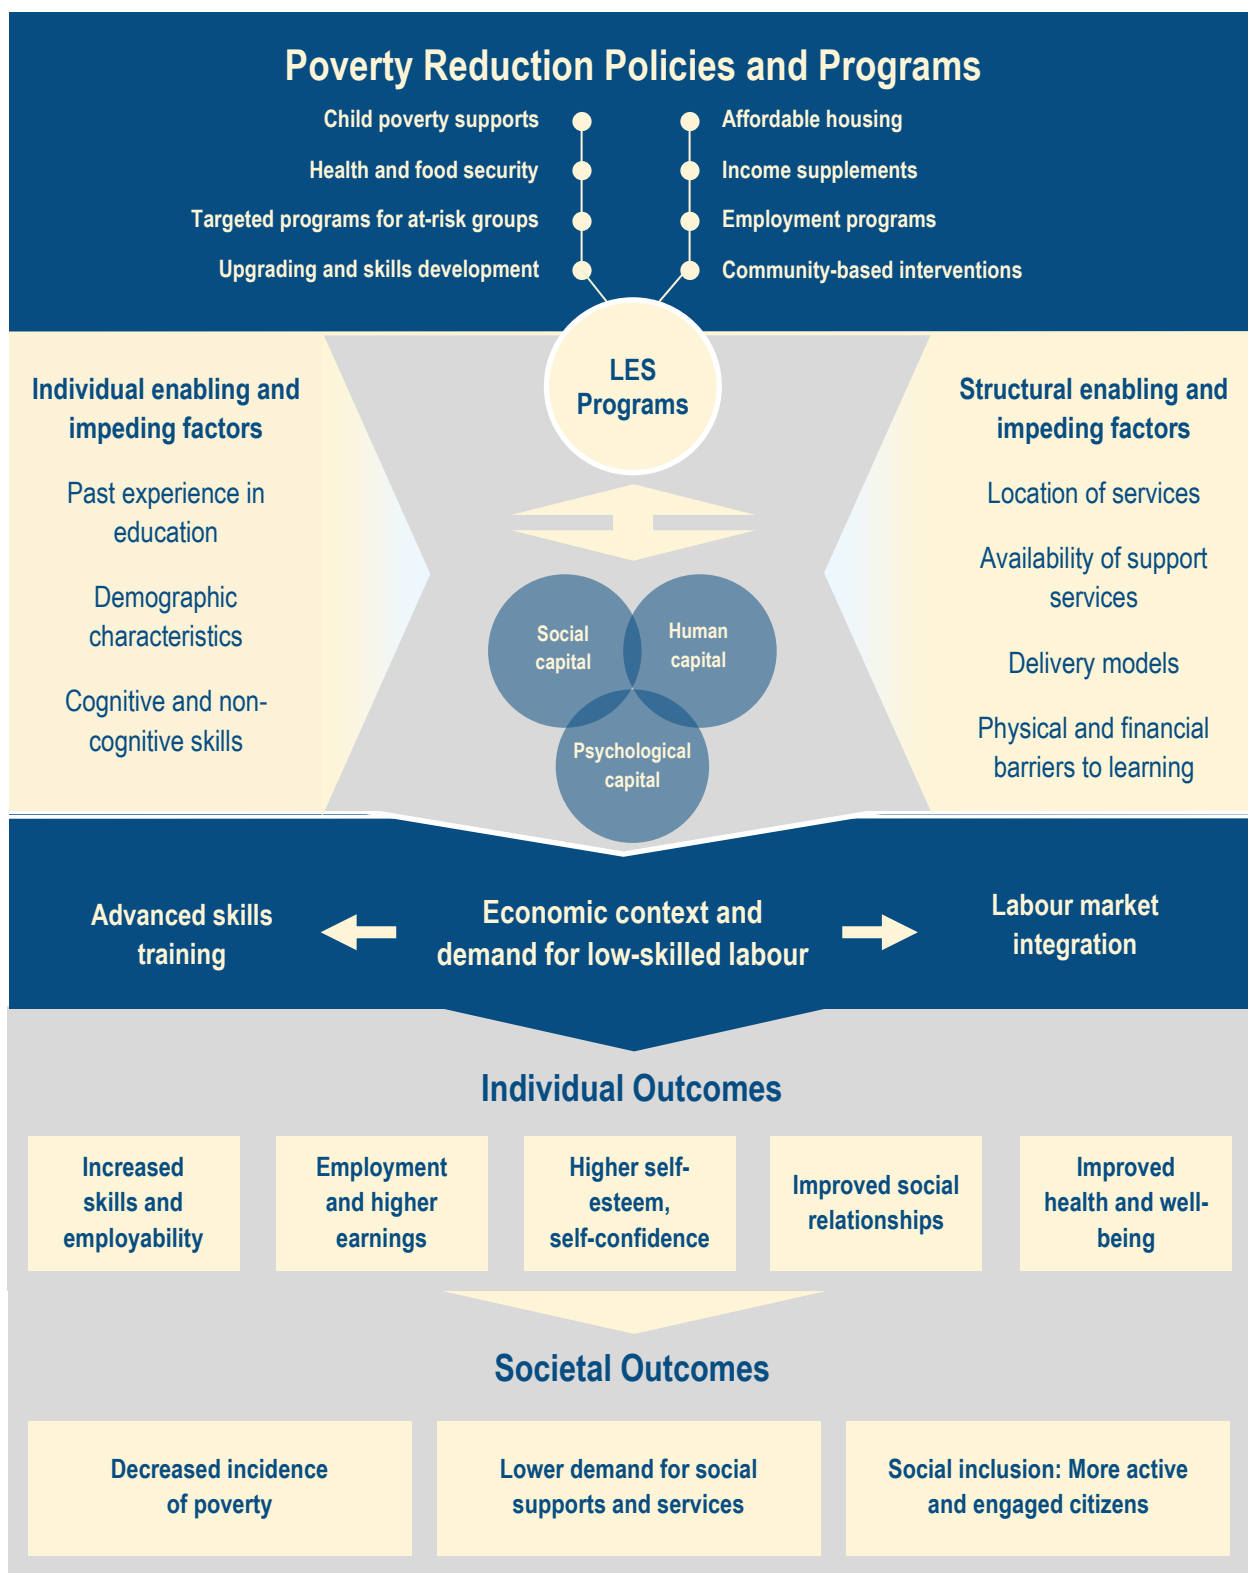 Poverty Reduction Policies and Programs
Child poverty supports
Health and food security
Targeted programs for at-risk groups
Upgrading and skills development
Affordable housing
Income supplements
Employment programs
Community-based interventions
LES
Programs
Individual enabling and
impeding factors
Past experience in
education
Demographic
characteristics
Cognitive and non-
cognitive skills
Social
capital
Human
capital
Psychological
capital
Structural enabling and
impeding factors
Location of services
Availability of support
services
Delivery models
Physical and financial
barriers to learning
Advanced skills
training
Economic context and
demand for low-skilled labour
Labour market
integration
Individual Outcomes
Increased
skills and
employability
Employment
and higher
earnings
Higher self-
esteem,
self-confidence
Improved social
relationships
Improved
health and well-
being
Societal Outcomes
Decreased incidence
of poverty
Lower demand for social
supports and services
Social inclusion: More active
and engaged citizens